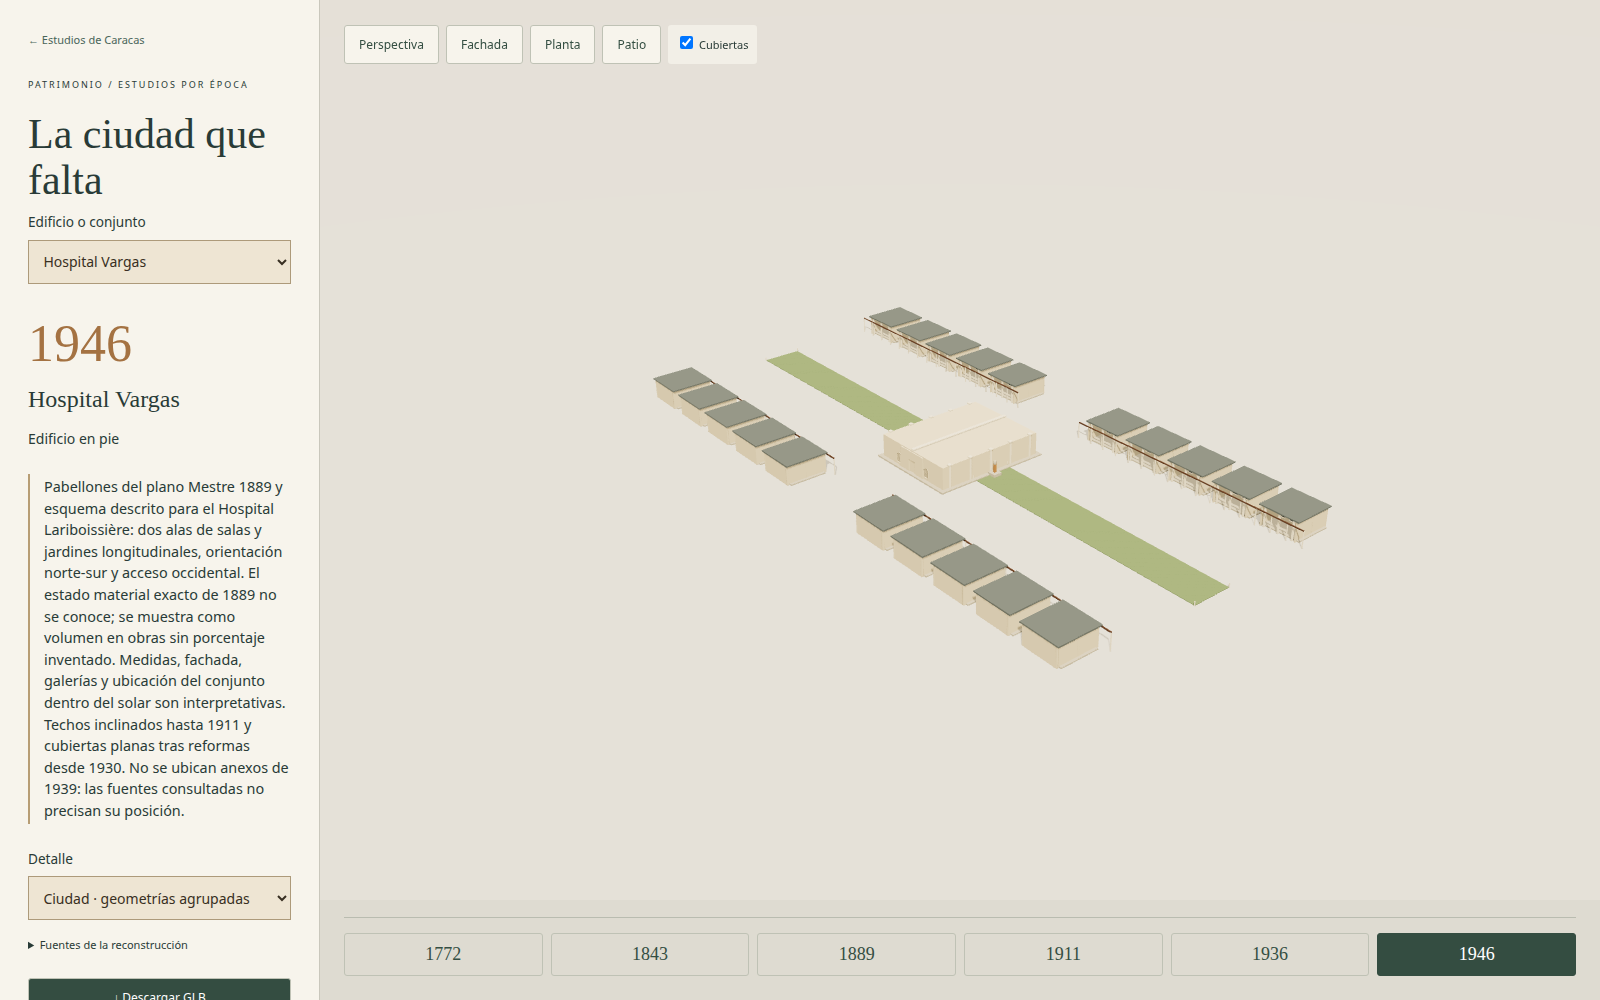 ← Estudios de Caracas
PATRIMONIO / ESTUDIOS POR ÉPOCA
La ciudad que
falta
Edificio o conjunto
Hospital Vargas
1946
Hospital Vargas
Edificio en pie
Pabellones del plano Mestre 1889 y
esquema descrito para el Hospital
Lariboissière: dos alas de salas y
jardines longitudinales, orientación
norte-sur y acceso occidental. El
estado material exacto de 1889 no
se conoce; se muestra como
volumen en obras sin porcentaje
inventado. Medidas, fachada,
galerías y ubicación del conjunto
dentro del solar son interpretativas.
Techos inclinados hasta 1911 y
cubiertas planas tras reformas
desde 1930. No se ubican anexos de
1939: las fuentes consultadas no
precisan su posición.
Detalle
Ciudad · geometrías agrupadas
▶ Fuentes de la reconstrucción
↓ Descargar GLB
Perspectiva
Fachada
Planta
Patio
Cubiertas
1772
1843
1889
1911
1936
1946